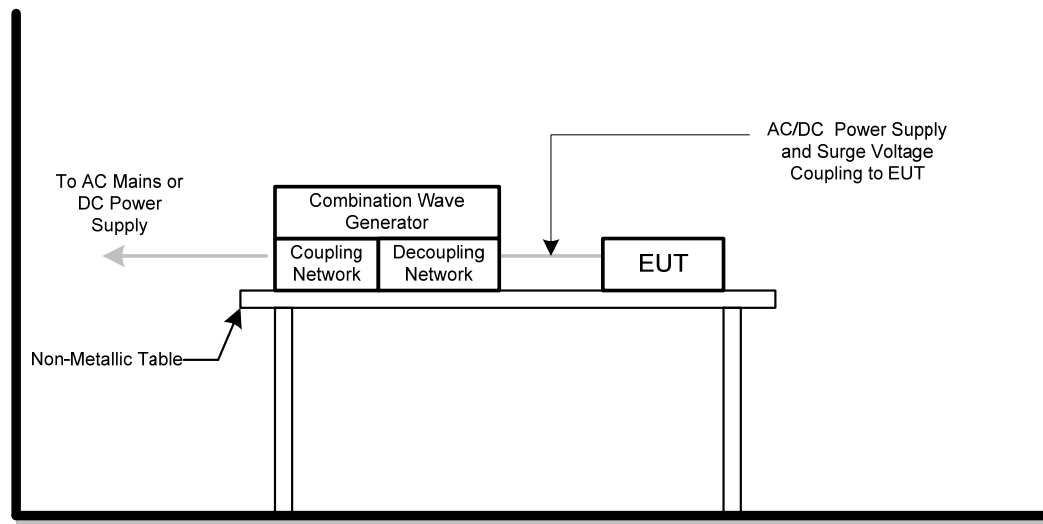 AC/DC Power Supply
and Surge Voltage
Coupling to EUT
To AC Mains or
DC Power
Supply
Combination Wave
Generator
Coupling
Network
Decoupling
Network
EUT
Non-Metallic Table